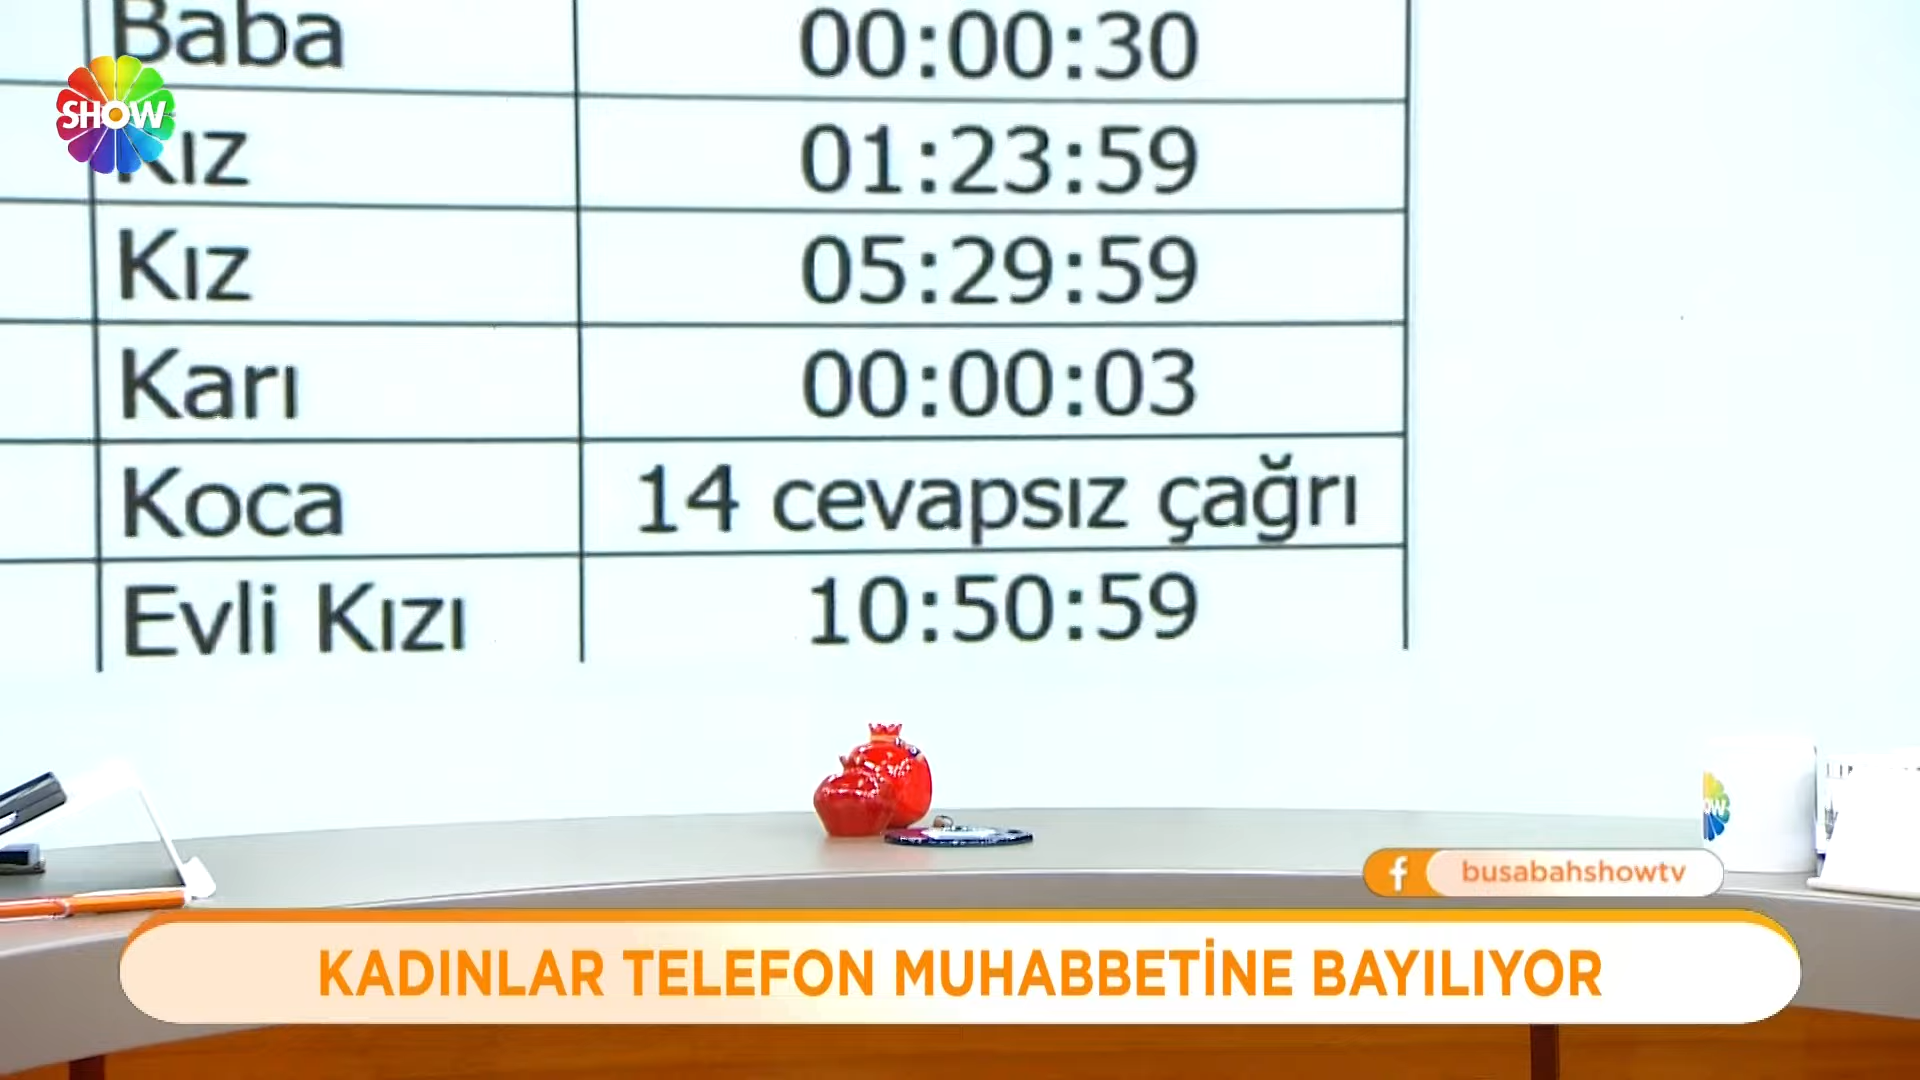 Baba 00:00:30
SHOW
Kız 01:23:59
Kız 05:29:59
Karı 00:00:03
Koca 14 cevapsız çağrı
Evli Kızı 10:50:59
f busabahshowtv
KADINLAR TELEFON MUHABBETİNE BAYILIYOR